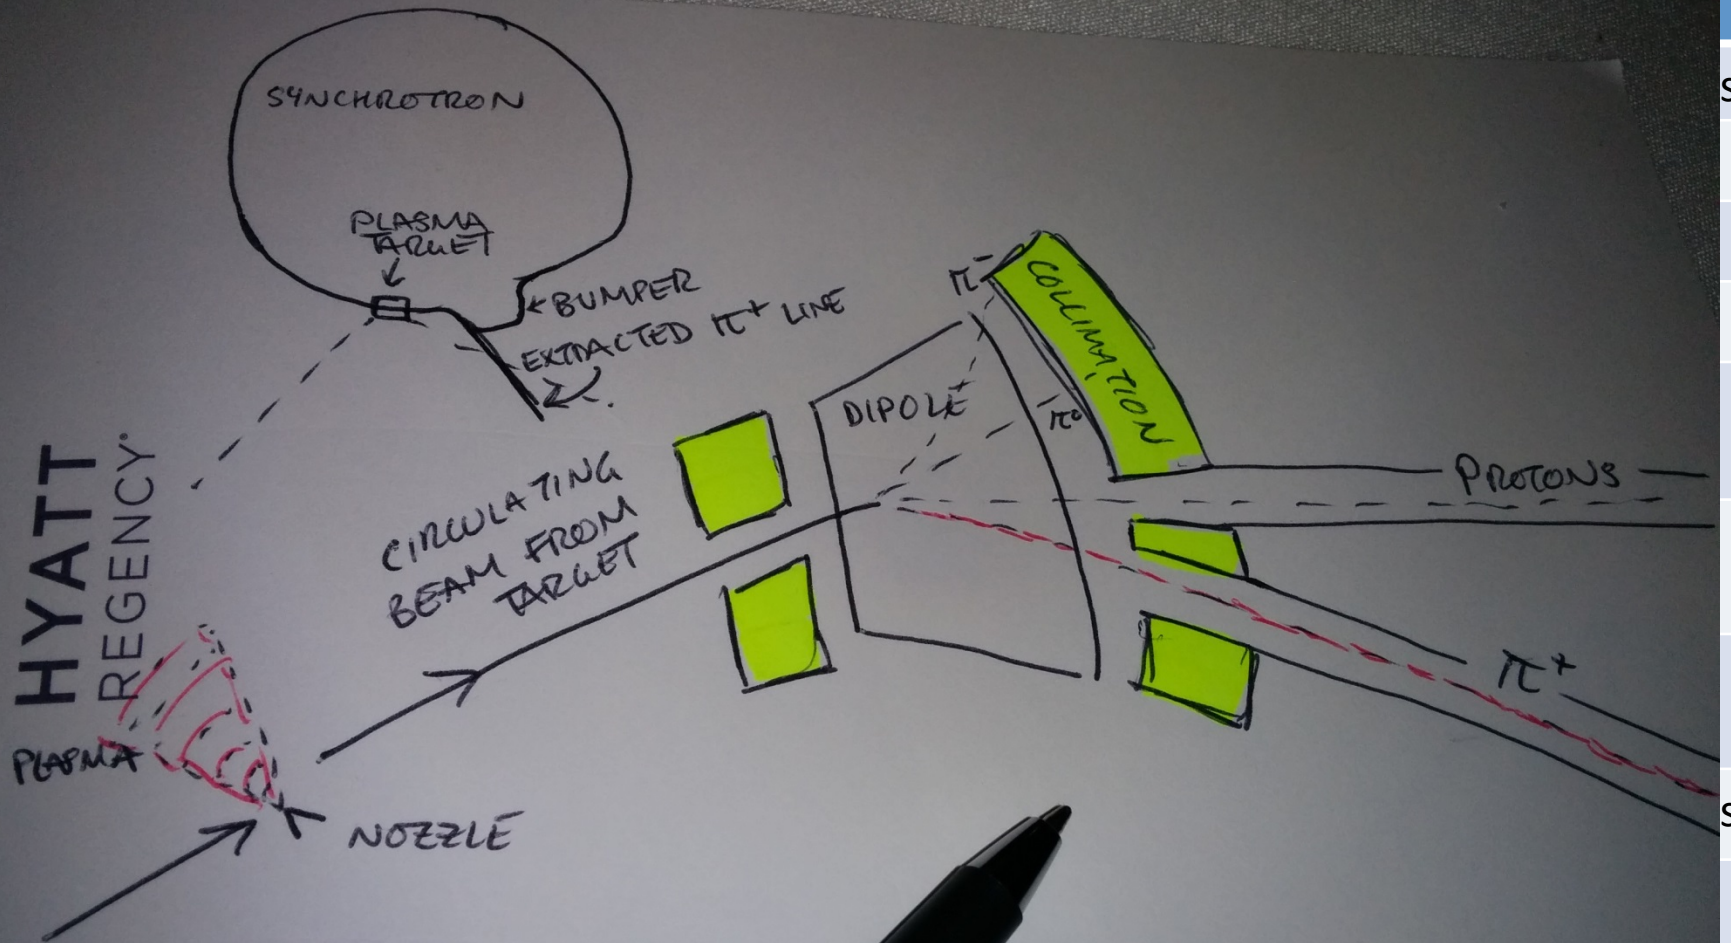 SYNCHROTRON
PLASMA
TARGET
BUMPER
EXTRACTED π+ LINE
π-
COLLIMATION
DIPOLE
π0
PROTONS
CIRCULATING
BEAM FROM
TARGET
HYATT
REGENCY
π+
PLASMA
NOZZLE
S
S